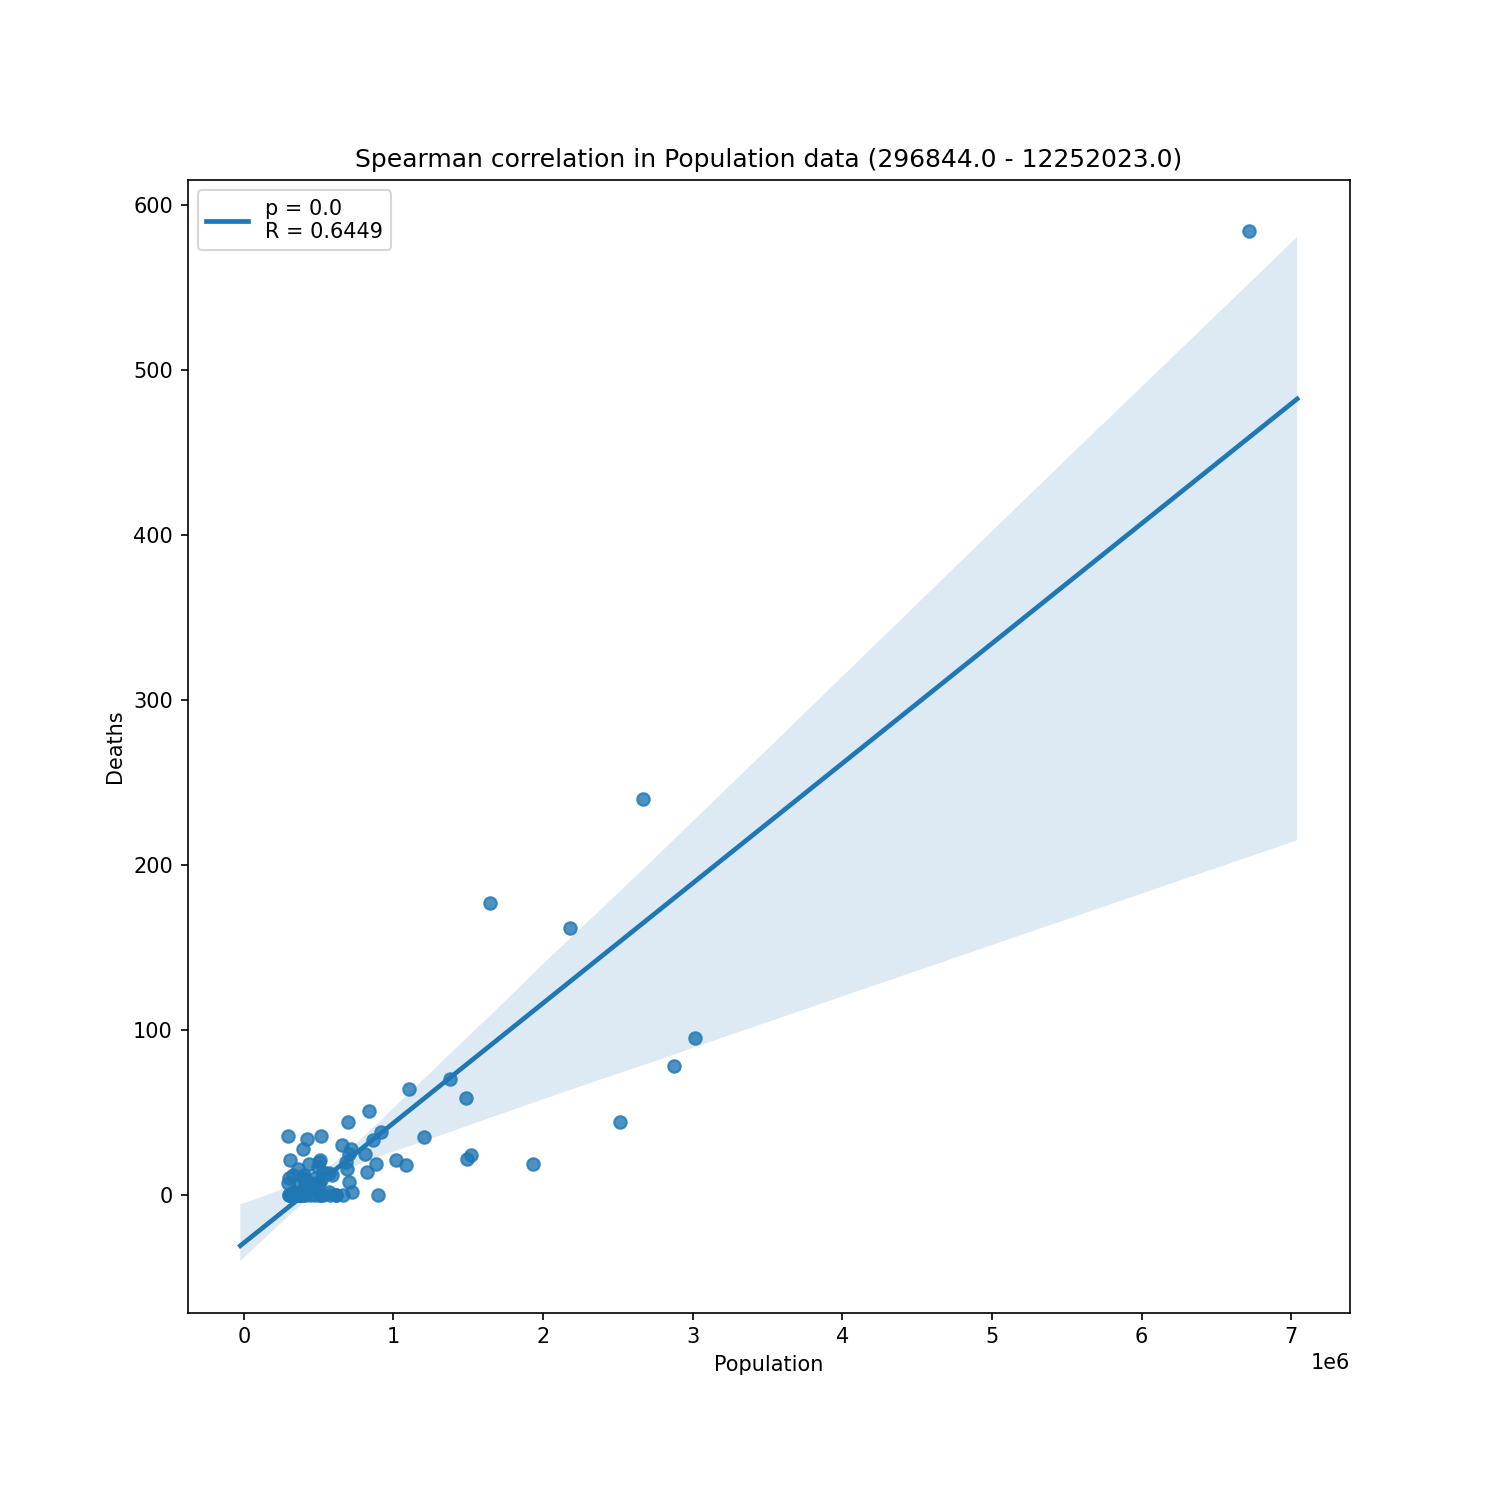 Spearman correlation in Population data (296844.0 - 12252023.0)
p = 0.0
R = 0.6449
600
500
400
300
200
100
0
Deaths
0 1 2 3 4 5 6 7
1e6
Population